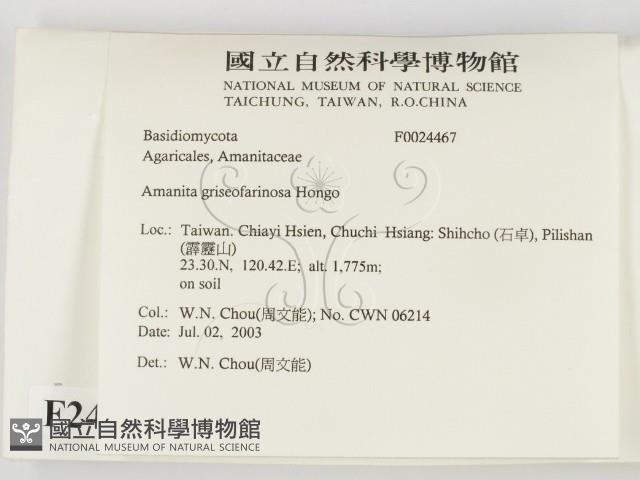 國立自然科學博物館
NATIONAL MUSEUM OF NATURAL SCIENCE
TAICHUNG, TAIWAN, R.O.CHINA
Basidiomycota F0024467
Agaricales, Amanitaceae
Amanita griseofarinosa Hongo
Loc.: Taiwan. Chiayi Hsien, Chuchi Hsiang: Shihcho (石卓), Pilishan
(霹靂山)
23.30.N, 120.42.E; alt. 1,775m;
on soil
Col.: W.N. Chou(周文能); No. CWN 06214
Date: Jul. 02, 2003
Det.: W.N. Chou(周文能)
F24
國立自然科學博物館
NATIONAL MUSEUM OF NATURAL SCIENCE